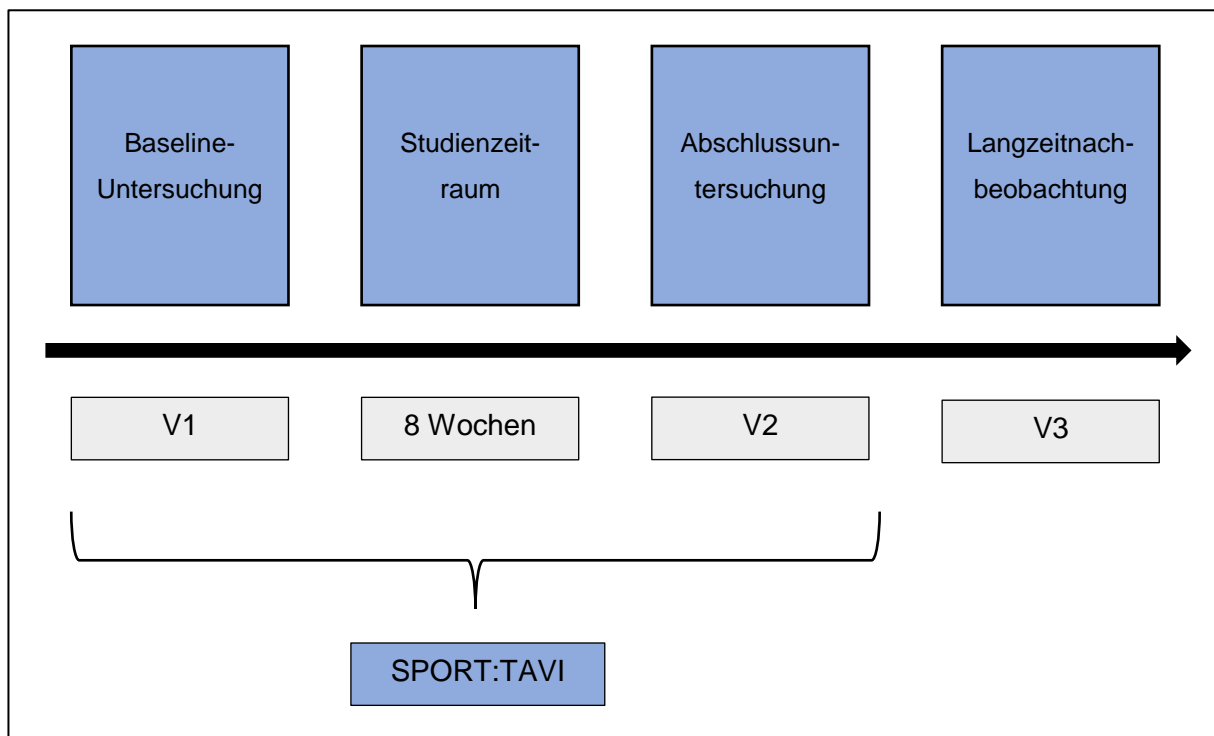 Baseline-
Untersuchung
Studienzeit-
raum
Abschlussun-
tersuchung
Langzeitnach-
beobachtung
V1
8 Wochen
V2
V3
SPORT:TAVI